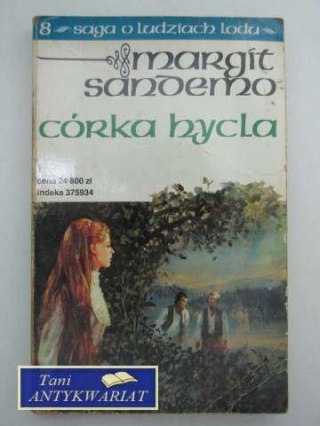 8 saga o ludziach lodu
margit
sandemo
córka hycla
cena 24 800 zł
indeks 375934
Tani
ANTYKWARIAT